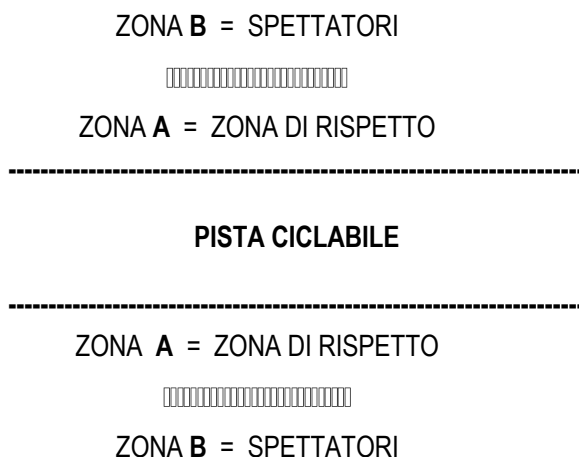 ZONA B = SPETTATORI
ZONA A = ZONA DI RISPETTO
PISTA CICLABILE
ZONA A = ZONA DI RISPETTO
ZONA B = SPETTATORI